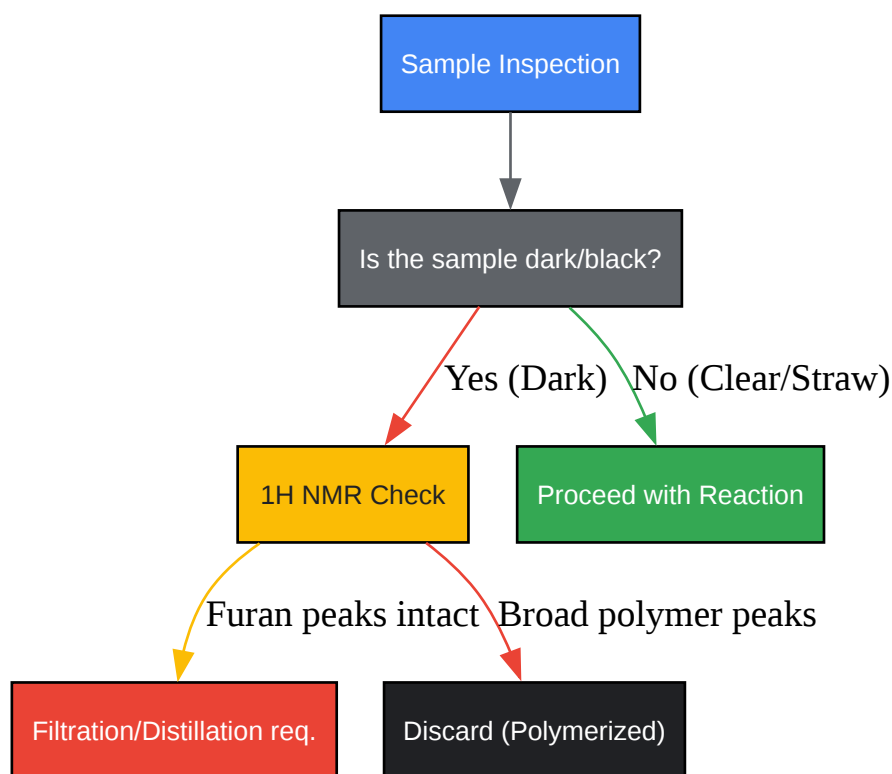 Sample Inspection
Is the sample dark/black?
Yes (Dark)
No (Clear/Straw)
1H NMR Check
Proceed with Reaction
Furan peaks intact
Broad polymer peaks
Filtration/Distillation req.
Discard (Polymerized)